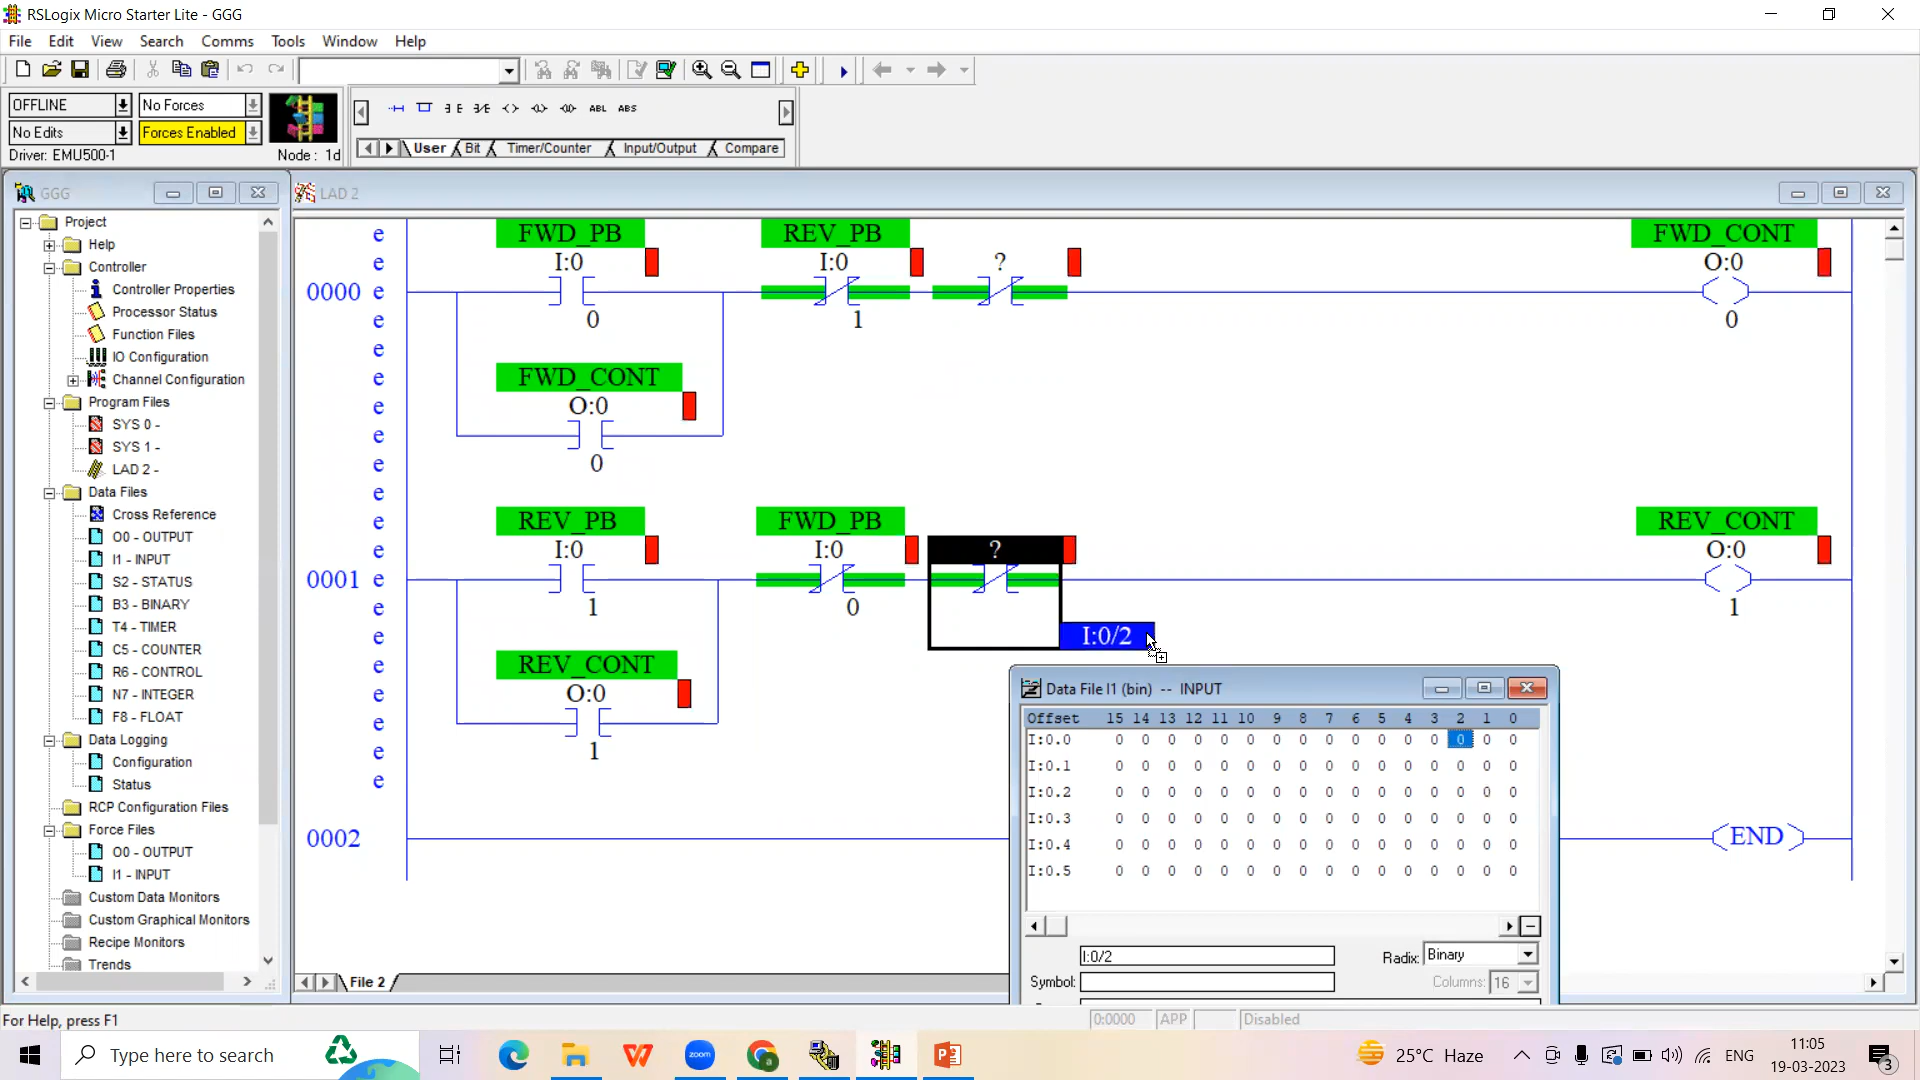 RSLogix Micro Starter Lite - GGG
File Edit View Search Comms Tools Window Help
OFFLINE No Forces
No Edits Forces Enabled
Driver: EMU500-1 Node : 1d
ABL ABS
User Bit Timer/Counter Input/Output Compare
GGG
Project
Help
Controller
Controller Properties
Processor Status
Function Files
IO Configuration
Channel Configuration
Program Files
SYS 0 -
SYS 1 -
LAD 2 -
Data Files
Cross Reference
O0 - OUTPUT
I1 - INPUT
S2 - STATUS
B3 - BINARY
T4 - TIMER
C5 - COUNTER
R6 - CONTROL
N7 - INTEGER
F8 - FLOAT
Data Logging
Configuration
Status
RCP Configuration Files
Force Files
O0 - OUTPUT
I1 - INPUT
Custom Data Monitors
Custom Graphical Monitors
Recipe Monitors
Trends
LAD 2
e FWD_PB REV_PB FWD_CONT
e I:0 I:0 ? O:0
0000 e
e 0 1 0
e
e FWD_CONT
e O:0
e
e 0
e
e REV_PB FWD_PB REV_CONT
e I:0 I:0 ? O:0
0001 e
e 1 0 1
e I:0/2
e REV_CONT
e O:0
e
e 1
e
0002 END
File 2
Data File I1 (bin) -- INPUT
Offset 15 14 13 12 11 10 9 8 7 6 5 4 3 2 1 0
I:0.0 0 0 0 0 0 0 0 0 0 0 0 0 0 0 0 0
I:0.1 0 0 0 0 0 0 0 0 0 0 0 0 0 0 0 0
I:0.2 0 0 0 0 0 0 0 0 0 0 0 0 0 0 0 0
I:0.3 0 0 0 0 0 0 0 0 0 0 0 0 0 0 0 0
I:0.4 0 0 0 0 0 0 0 0 0 0 0 0 0 0 0 0
I:0.5 0 0 0 0 0 0 0 0 0 0 0 0 0 0 0 0
I:0/2 Radix: Binary
Symbol: Columns: 16
For Help, press F1
0:0000 APP Disabled
Type here to search
zoom
25°C Haze
ENG
11:05
19-03-2023
3